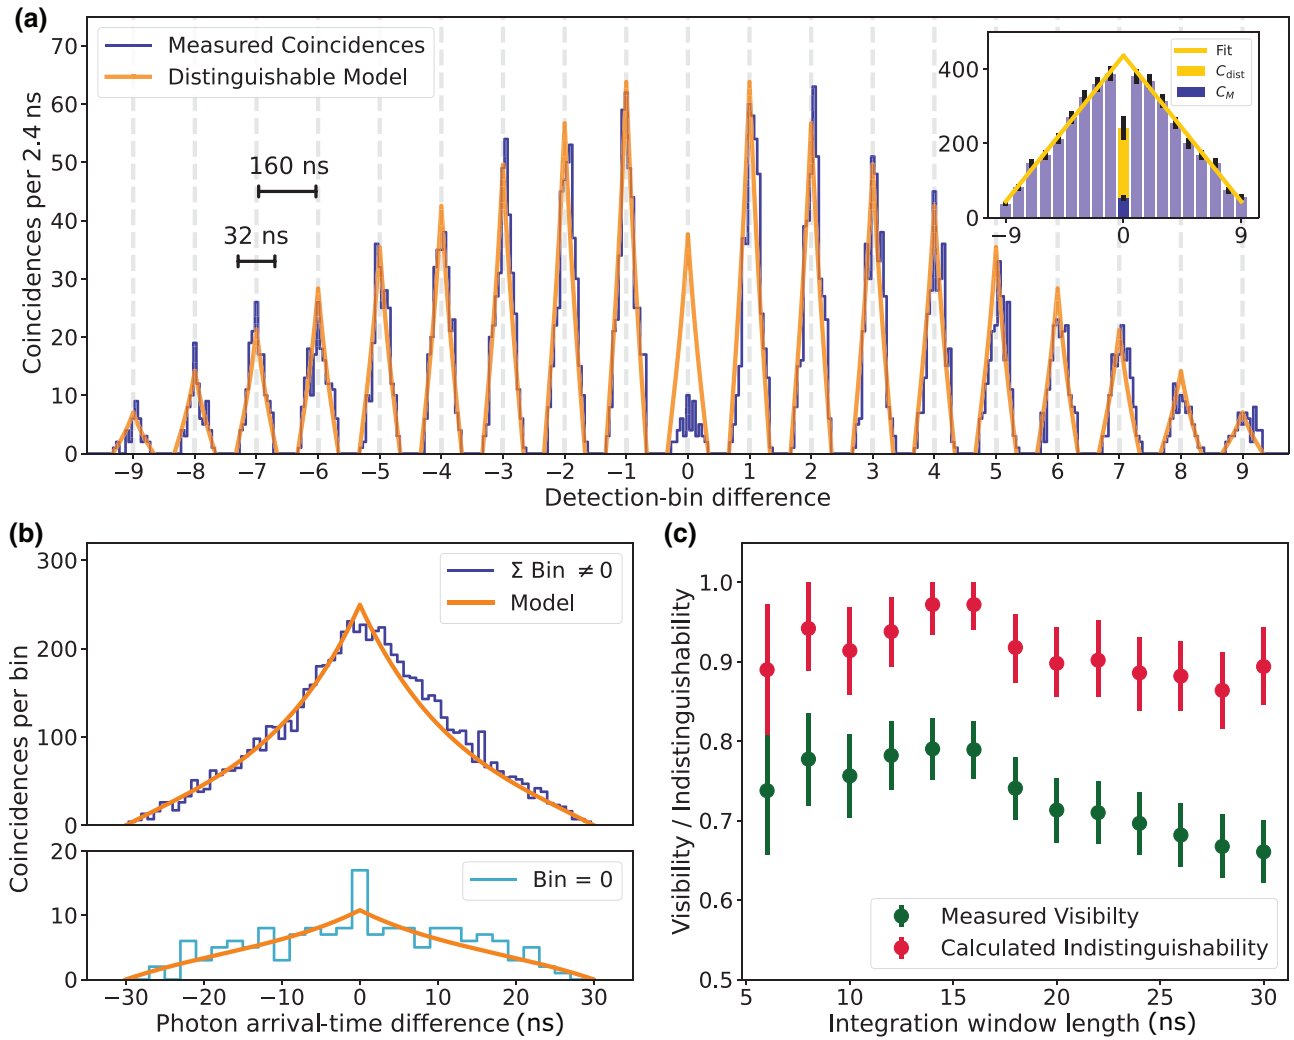 (a)
70
60
50
40
30
20
10
0
Coincidences per 2.4 ns
Measured Coincidences
Distinguishable Model
160 ns
32 ns
400
200
0
−9 0 9
Fit
C_dist
C_M
−9 −8 −7 −6 −5 −4 −3 −2 −1 0 1 2 3 4 5 6 7 8 9
Detection-bin difference
(b)
300
200
100
0
Σ Bin ≠ 0
Model
Coincidences per bin
20
10
0
Bin = 0
−30 −20 −10 0 10 20 30
Photon arrival-time difference (ns)
(c)
1.0
0.9
0.8
0.7
0.6
0.5
Visibility / Indistinguishability
Measured Visibilty
Calculated Indistinguishability
5 10 15 20 25 30
Integration window length (ns)